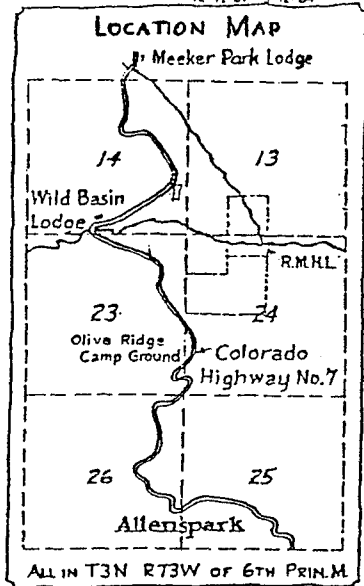 LOCATION MAP
Meeker Park Lodge
14
13
Wild Basin
Lodge
R.M.H.L.
23
24
Olive Ridge
Camp Ground
Colorado
Highway No. 7
26
25
Allenspark
ALL IN T3N R73W OF 6TH PRIN. M.